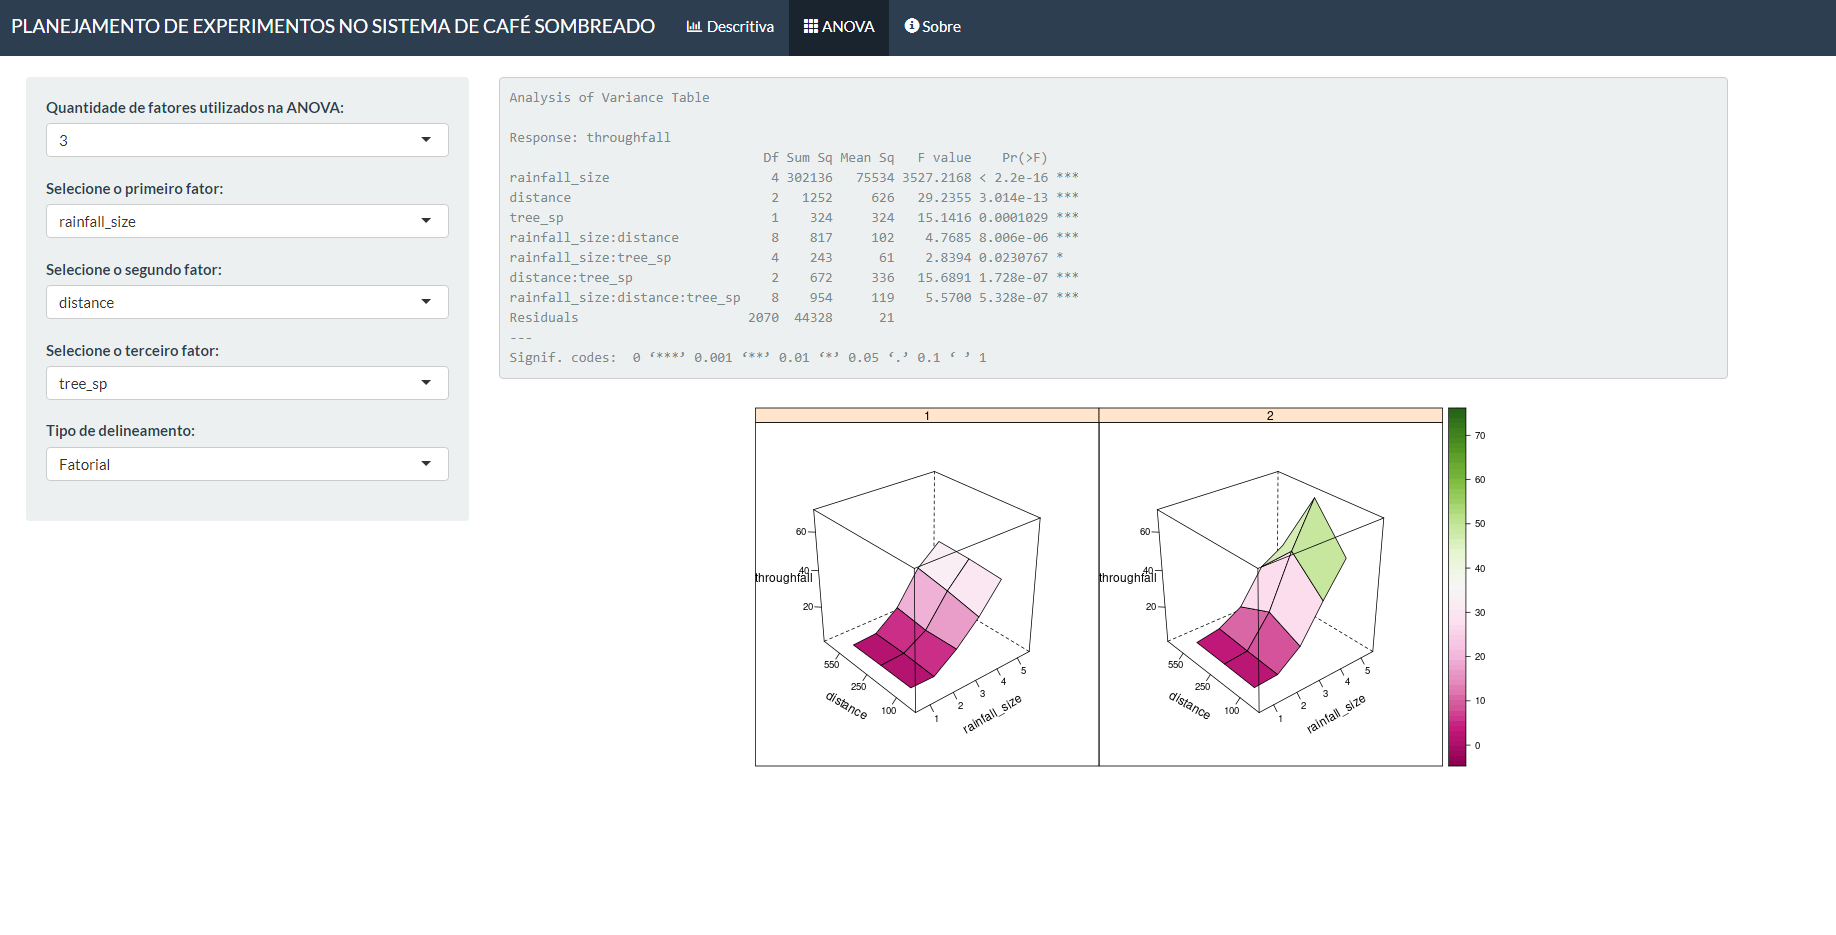 PLANEJAMENTO DE EXPERIMENTOS NO SISTEMA DE CAFÉ SOMBREADO Descritiva ANOVA Sobre
Quantidade de fatores utilizados na ANOVA:
3
Selecione o primeiro fator:
rainfall_size
Selecione o segundo fator:
distance
Selecione o terceiro fator:
tree_sp
Tipo de delineamento:
Fatorial
Analysis of Variance Table
Response: throughfall
Df Sum Sq Mean Sq F value Pr(>F)
rainfall_size 4 302136 75534 3527.2168 < 2.2e-16 ***
distance 2 1252 626 29.2355 3.014e-13 ***
tree_sp 1 324 324 15.1416 0.0001029 ***
rainfall_size:distance 8 817 102 4.7685 8.006e-06 ***
rainfall_size:tree_sp 4 243 61 2.8394 0.0230767 *
distance:tree_sp 2 672 336 15.6891 1.728e-07 ***
rainfall_size:distance:tree_sp 8 954 119 5.5700 5.328e-07 ***
Residuals 2070 44328 21
---
Signif. codes: 0 ‘***’ 0.001 ‘**’ 0.01 ‘*’ 0.05 ‘.’ 0.1 ‘ ’ 1
1
60
40
throughfall
20
550
250
100
distance
1
2
3
4
5
rainfall_size
2
60
40
throughfall
20
550
250
100
distance
1
2
3
4
5
rainfall_size
70
60
50
40
30
20
10
0